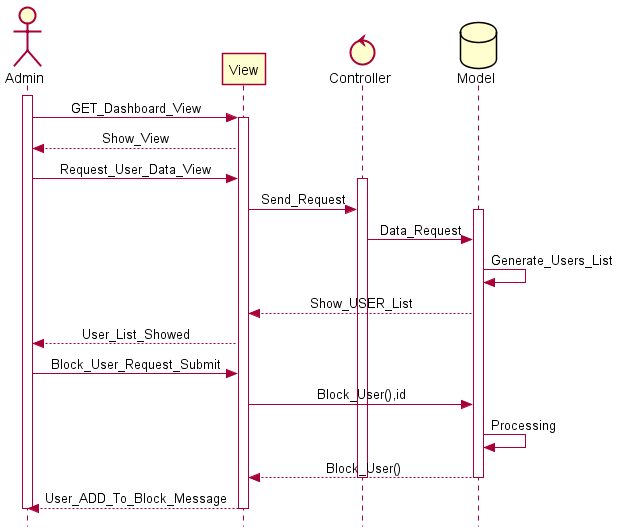 Admin
View
Controller
Model
GET_Dashboard_View
Show_View
Request_User_Data_View
Send_Request
Data_Request
Generate_Users_List
Show_USER_List
User_List_Showed
Block_User_Request_Submit
Block_User(),id
Processing
Block_User()
User_ADD_To_Block_Message